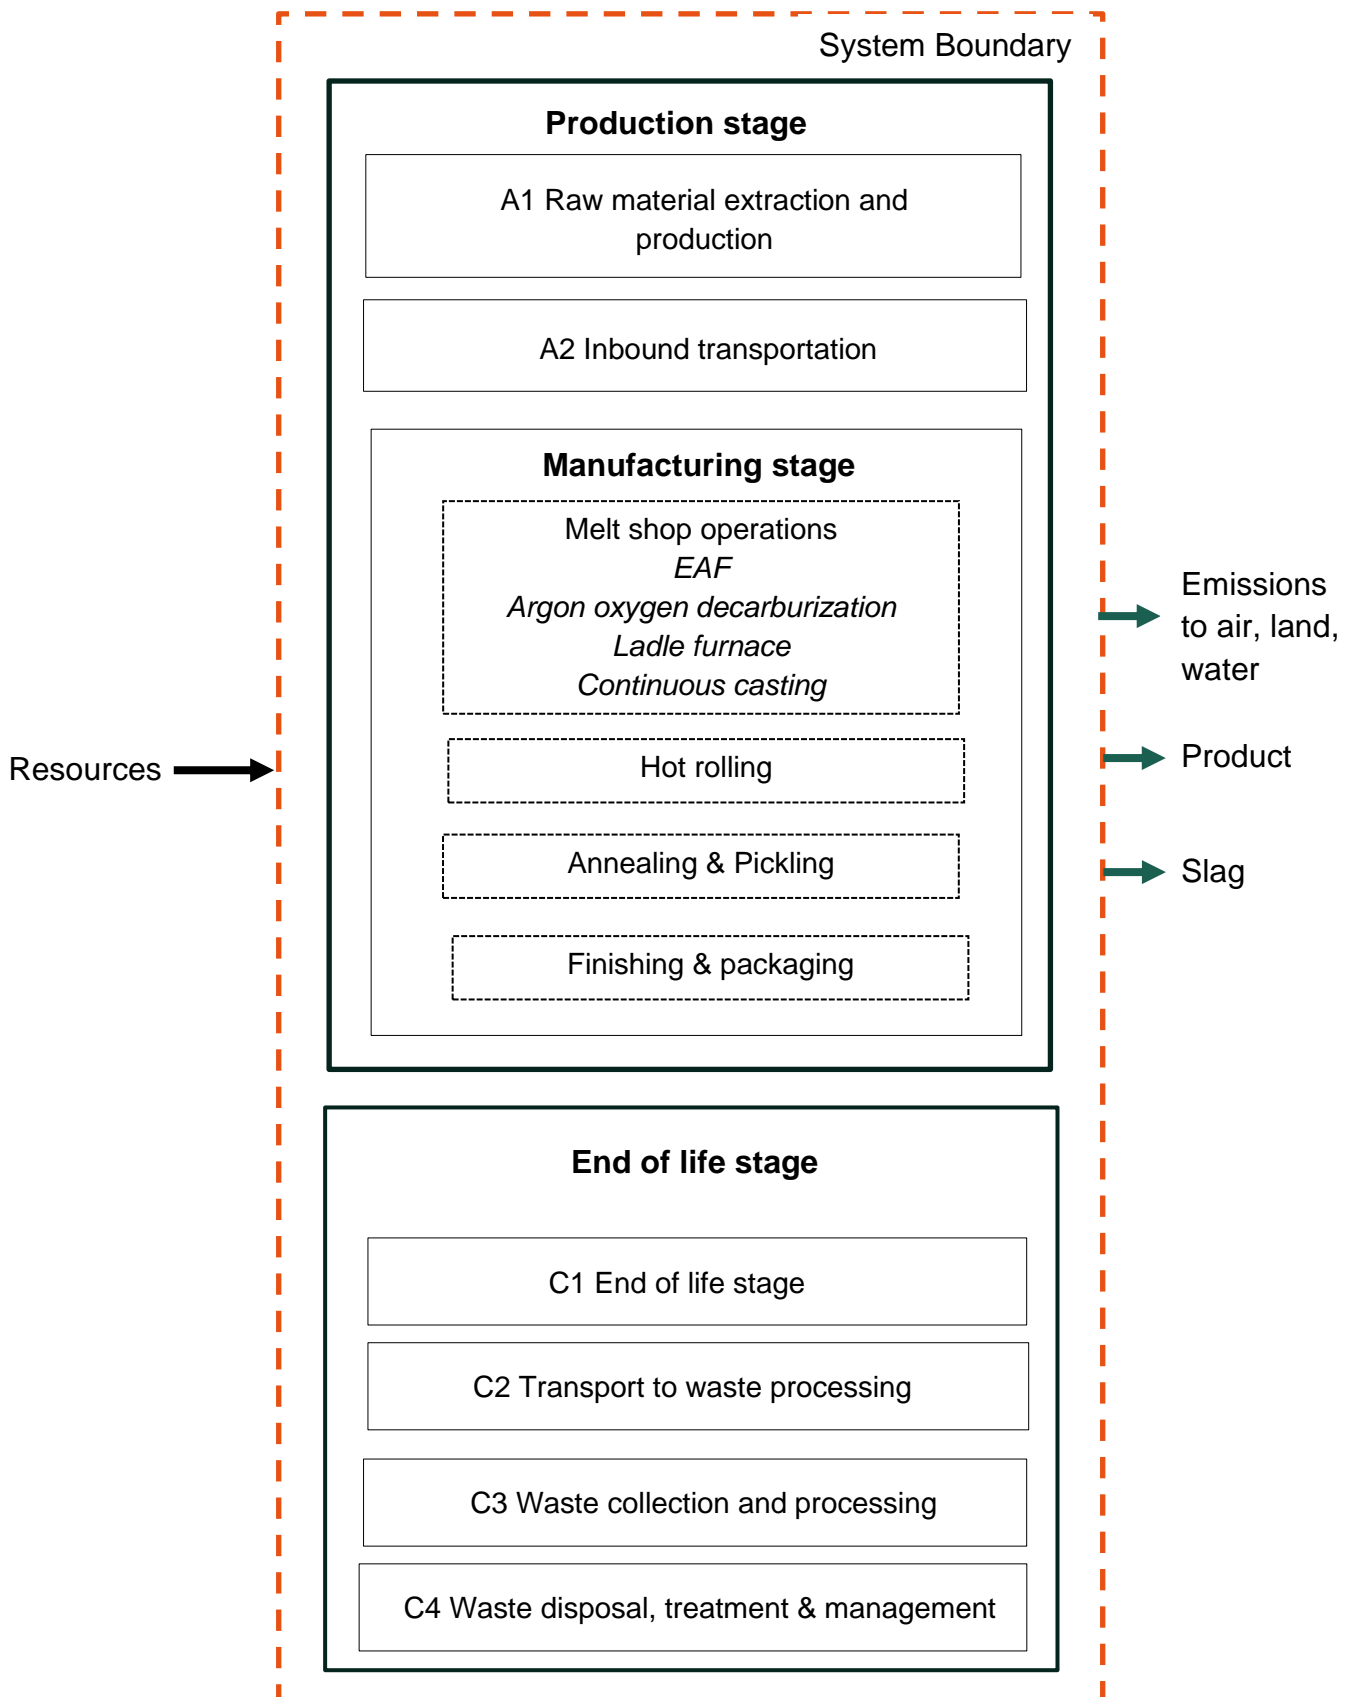 System Boundary
Production stage
A1 Raw material extraction and
production
A2 Inbound transportation
Manufacturing stage
Melt shop operations
EAF
Argon oxygen decarburization
Ladle furnace
Continuous casting
Hot rolling
Annealing & Pickling
Finishing & packaging
Resources
Emissions
to air, land,
water
Product
Slag
End of life stage
C1 End of life stage
C2 Transport to waste processing
C3 Waste collection and processing
C4 Waste disposal, treatment & management